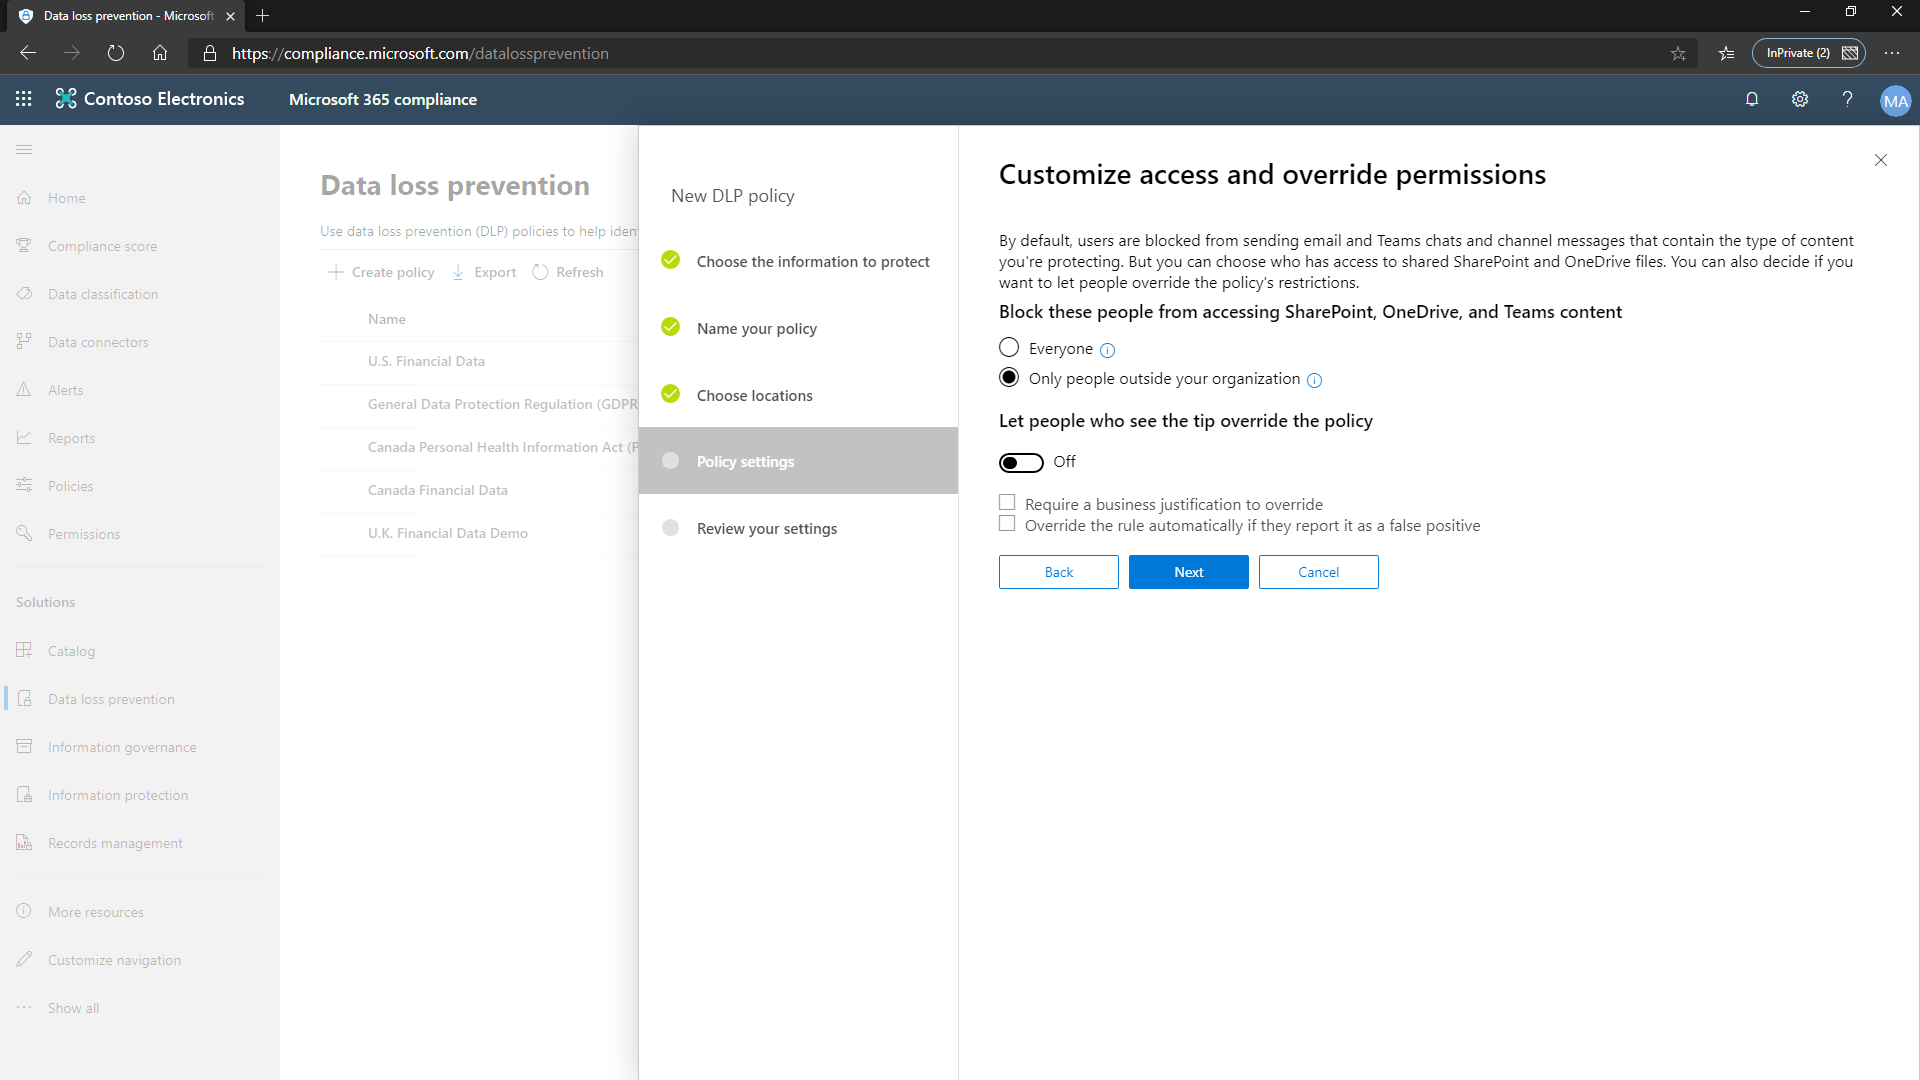 Data loss prevention - Microsoft
https://compliance.microsoft.com/datalossprevention
InPrivate (2)
Contoso Electronics
Microsoft 365 compliance
MA
Home
Compliance score
Data classification
Data connectors
Alerts
Reports
Policies
Permissions
Solutions
Catalog
Data loss prevention
Information governance
Information protection
Records management
More resources
Customize navigation
Show all
Data loss prevention
Use data loss prevention (DLP) policies to help iden
Create policy
Export
Refresh
Name
U.S. Financial Data
General Data Protection Regulation (GDPR
Canada Personal Health Information Act (P
Canada Financial Data
U.K. Financial Data Demo
New DLP policy
Choose the information to protect
Name your policy
Choose locations
Policy settings
Review your settings
Customize access and override permissions
By default, users are blocked from sending email and Teams chats and channel messages that contain the type of content
you're protecting. But you can choose who has access to shared SharePoint and OneDrive files. You can also decide if you
want to let people override the policy's restrictions.
Block these people from accessing SharePoint, OneDrive, and Teams content
Everyone
Only people outside your organization
Let people who see the tip override the policy
Off
Require a business justification to override
Override the rule automatically if they report it as a false positive
Back
Next
Cancel